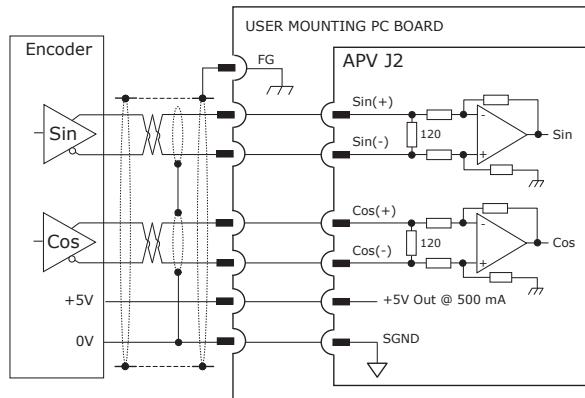 USER MOUNTING PC BOARD
Encoder
FG
APV J2
Sin(+)
Sin
120
-
+
Sin
Sin(-)
Cos(+)
Cos
120
-
+
Cos
Cos(-)
+5V
+5V Out @ 500 mA
0V
SGND